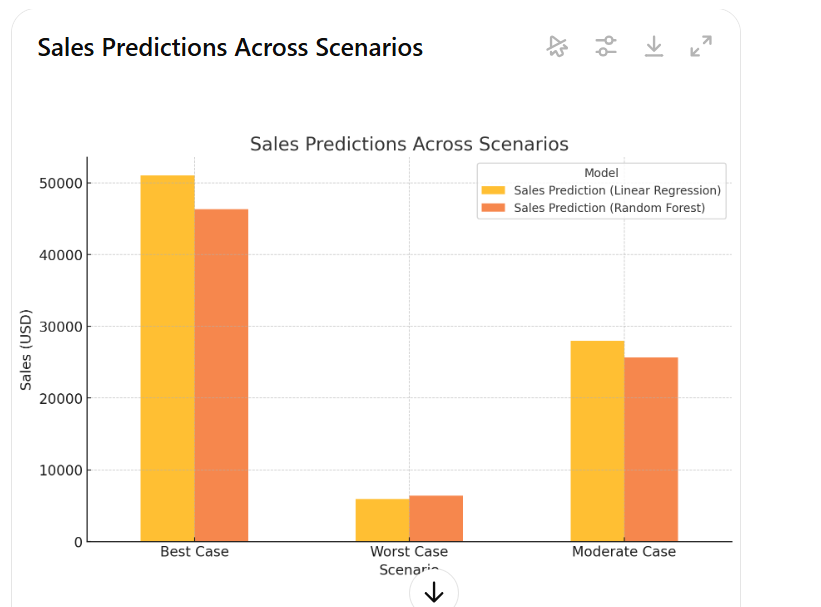 Sales Predictions Across Scenarios
Sales Predictions Across Scenarios
Model
Sales Prediction (Linear Regression)
Sales Prediction (Random Forest)
Sales (USD)
50000
40000
30000
20000
10000
0
Best Case
Worst Case
Moderate Case
Scenario